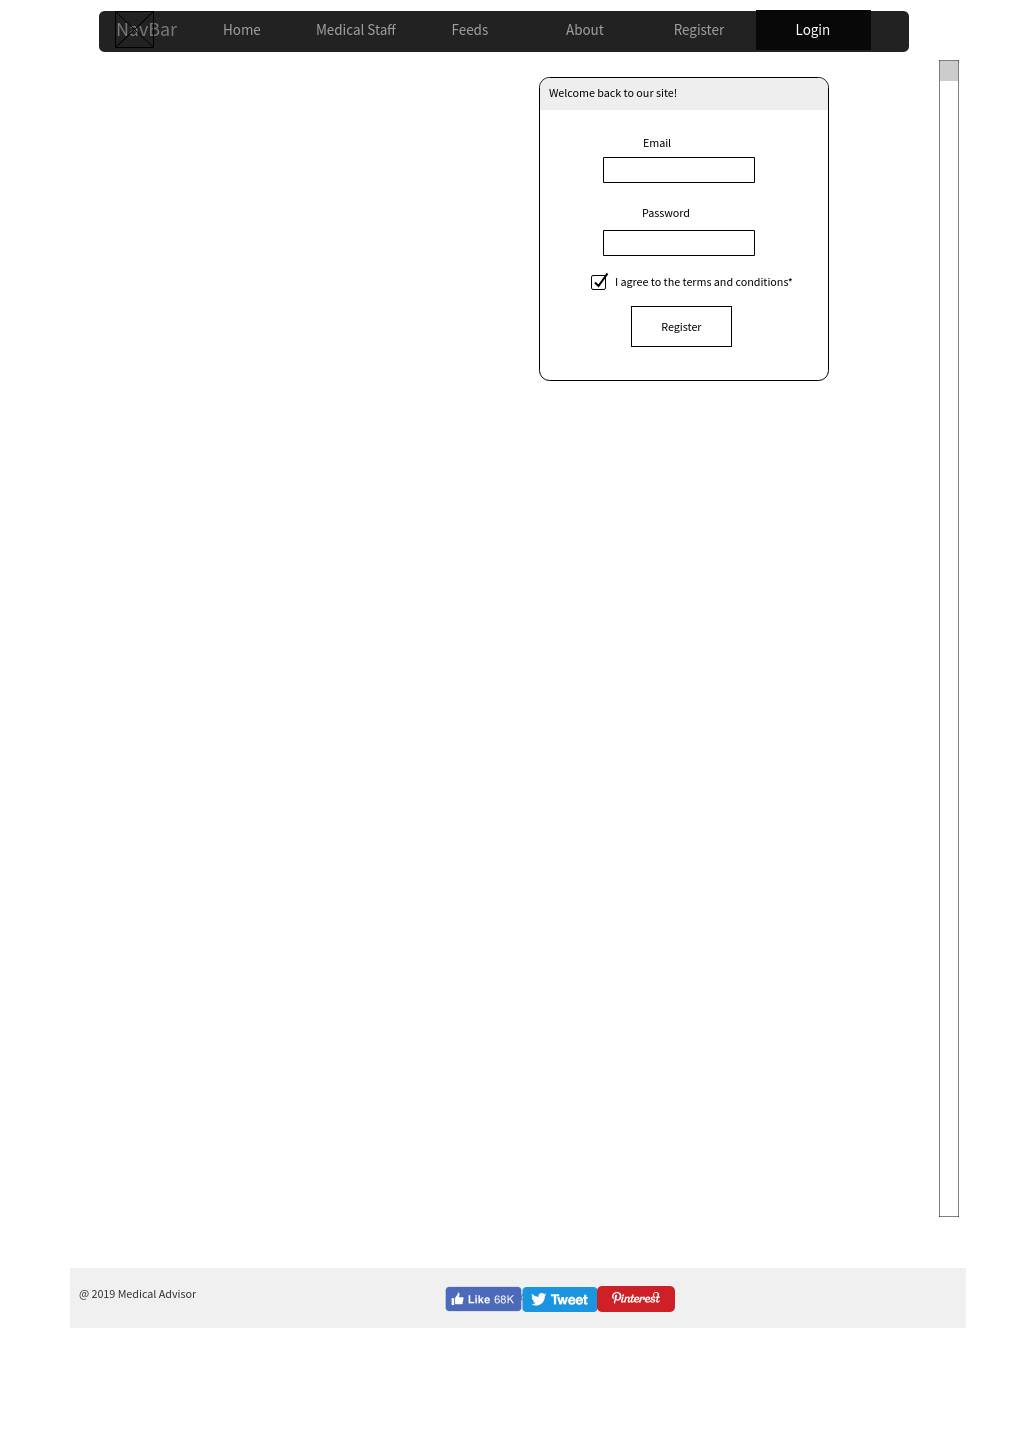 NavBar Home Medical Staff Feeds About Register Login
Welcome back to our site!
Email
Password
I agree to the terms and conditions*
Register
@ 2019 Medical Advisor
Like 68K Tweet Pinterest